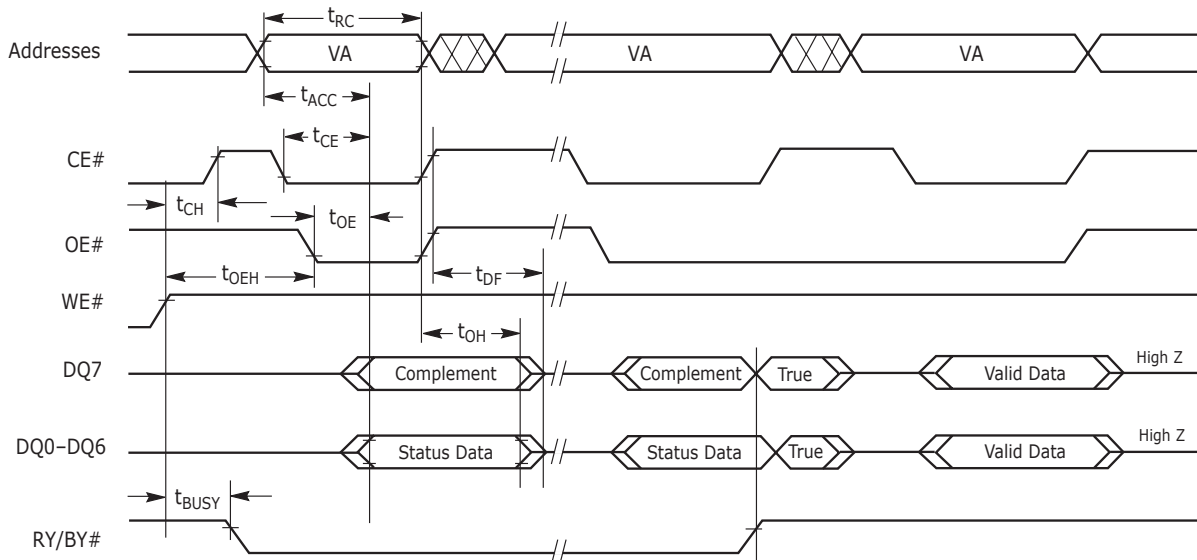 tRC
Addresses VA VA VA
tACC
tCE
CE#
tCH
tOE
OE#
tOEH
tDF
WE#
tOH
DQ7 Complement Complement True Valid Data High Z
DQ0–DQ6 Status Data Status Data True Valid Data High Z
tBUSY
RY/BY#